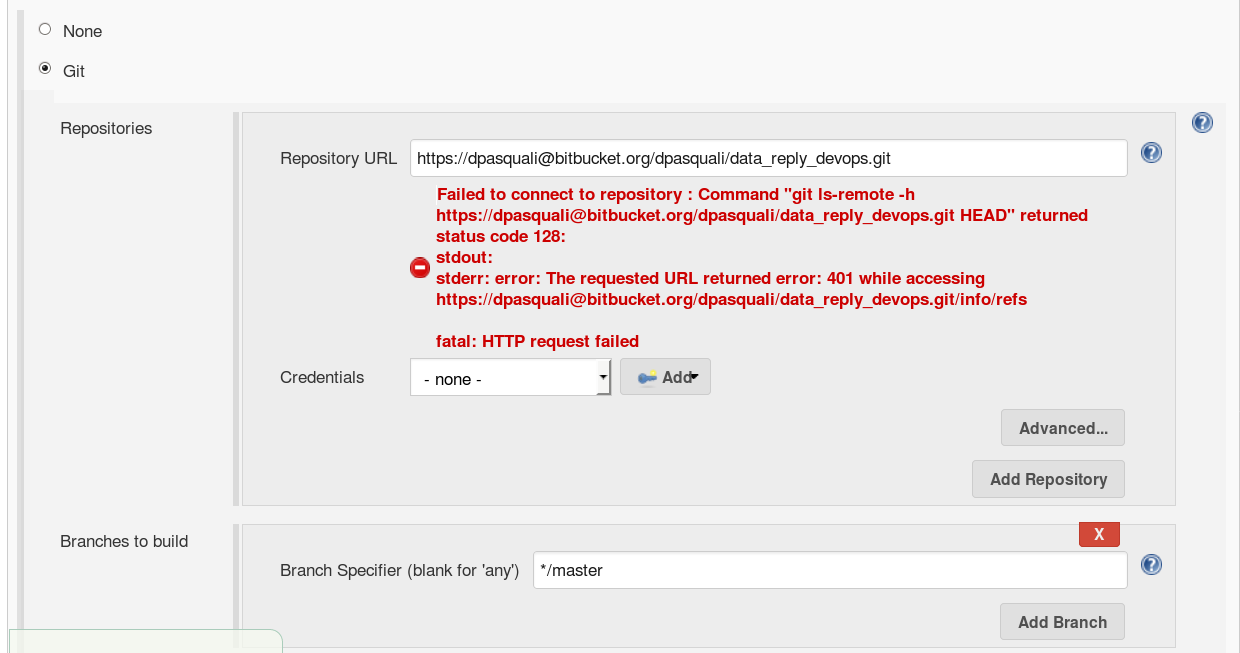 None
Git
Repositories
Repository URL https://dpasquali@bitbucket.org/dpasquali/data_reply_devops.git
Failed to connect to repository : Command "git ls-remote -h
https://dpasquali@bitbucket.org/dpasquali/data_reply_devops.git HEAD" returned
status code 128:
stdout:
stderr: error: The requested URL returned error: 401 while accessing
https://dpasquali@bitbucket.org/dpasquali/data_reply_devops.git/info/refs
fatal: HTTP request failed
Credentials - none - Add
Advanced...
Add Repository
Branches to build
X
Branch Specifier (blank for 'any') */master
Add Branch